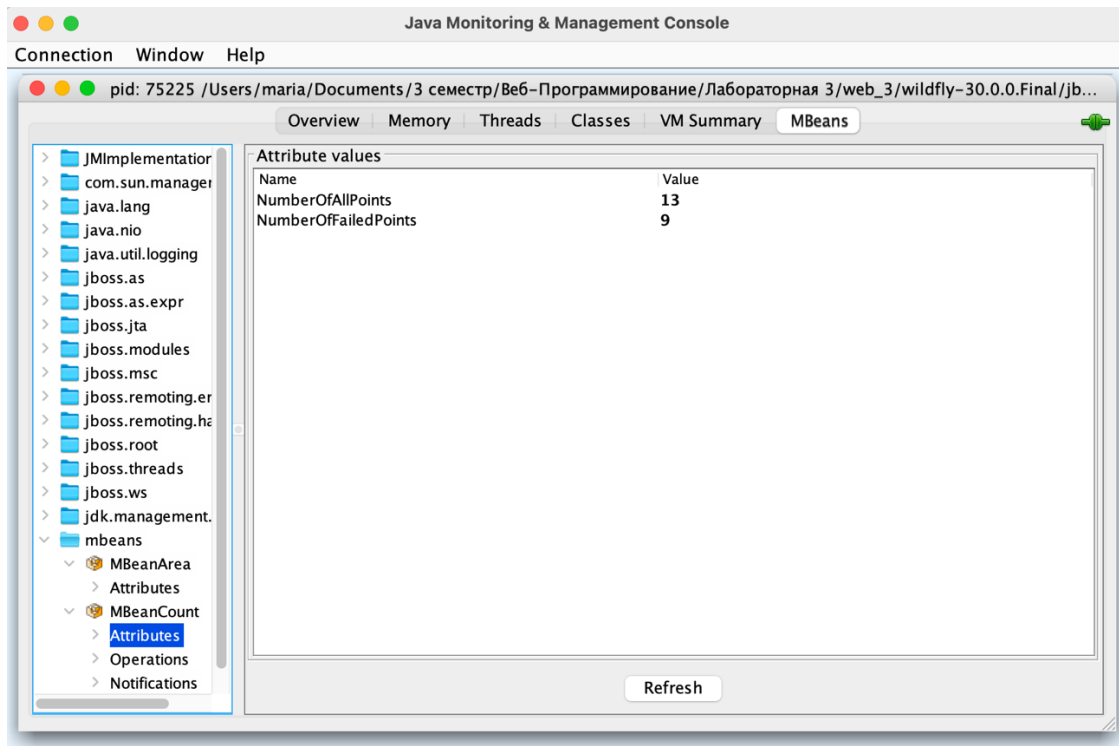 Java Monitoring & Management Console
Connection Window Help
pid: 75225 /Users/maria/Documents/3 семестр/Веб-Программирование/Лабораторная 3/web_3/wildfly-30.0.0.Final/jb...
Overview Memory Threads Classes VM Summary MBeans
JMImplementatior
com.sun.manager
java.lang
java.nio
java.util.logging
jboss.as
jboss.as.expr
jboss.jta
jboss.modules
jboss.msc
jboss.remoting.er
jboss.remoting.ha
jboss.root
jboss.threads
jboss.ws
jdk.management.
mbeans
MBeanArea
Attributes
MBeanCount
Attributes
Operations
Notifications
Attribute values
Name Value
NumberOfAllPoints 13
NumberOfFailedPoints 9
Refresh